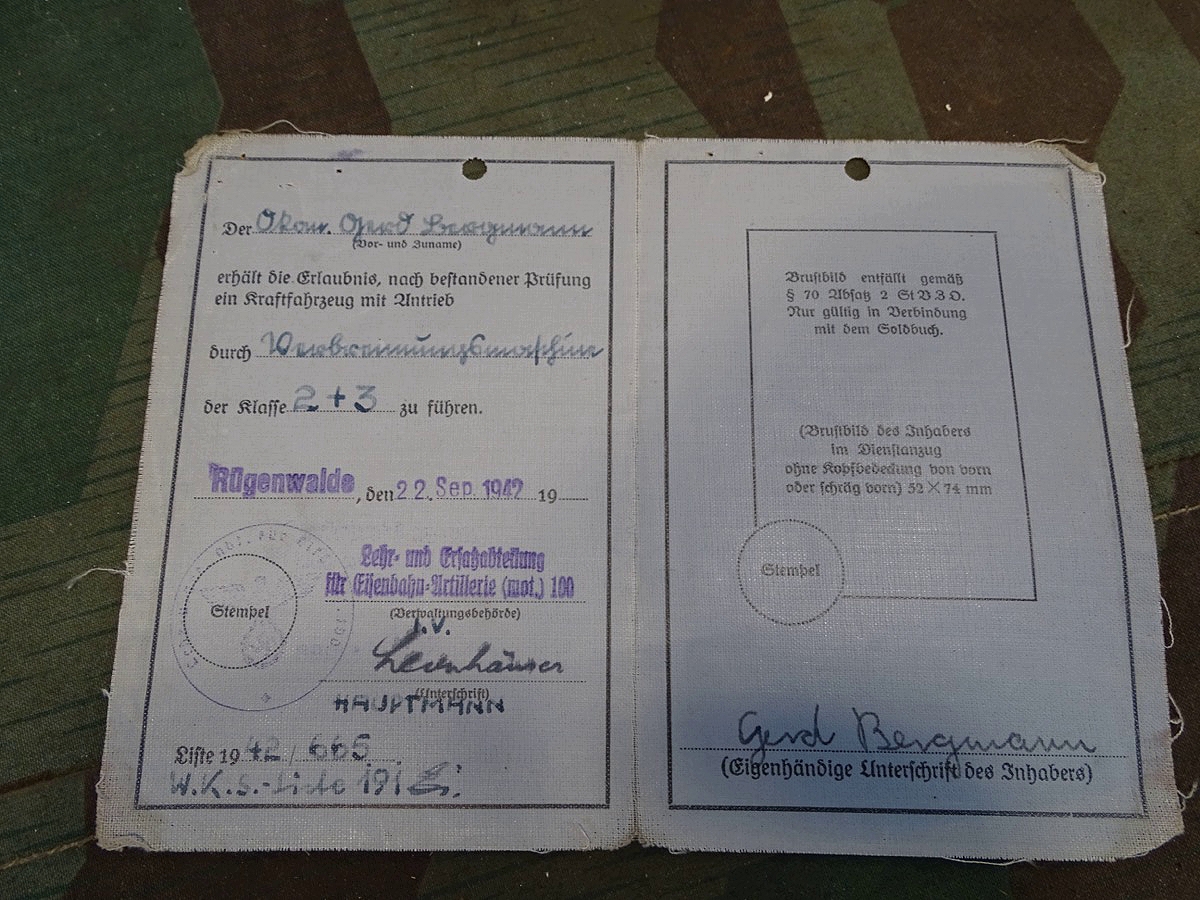 Der Okan. Gerd Bergmann
(Vor- und Zuname)
erhält die Erlaubnis, nach bestandener Prüfung
ein Kraftfahrzeug mit Antrieb
durch Verbrennungsmaschine
der Klasse 2 + 3 zu führen.
Rügenwalde, den 22. Sep. 1942 19
Lehr- und Ersatzabteilung
für Eisenbahn-Artillerie (mot.) 100
(Verwaltungsbehörde)
Stempel
I.V.
(Unterschrift)
HAUPTMANN
Liste 1942 / 665
W.K.S.-Liste 191
Brustbild entfällt gemäß
§ 70 Absatz 2 St V. Z O.
Nur gültig in Verbindung
mit dem Soldbuch.
(Brustbild des Inhabers
im Dienstanzug
ohne Kopfbedeckung von vorn
oder schräg vorn) 52 × 74 mm
Stempel
Gerd Bergmann
(Eigenhändige Unterschrift des Inhabers)